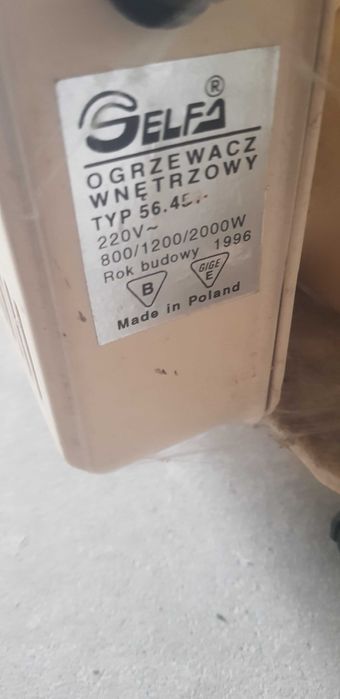 SELFA ®
OGRZEWACZ
WNĘTRZOWY
TYP
220V~
800/1200/2000W
Rok budowy 1996
B GIGE E
Made in Poland